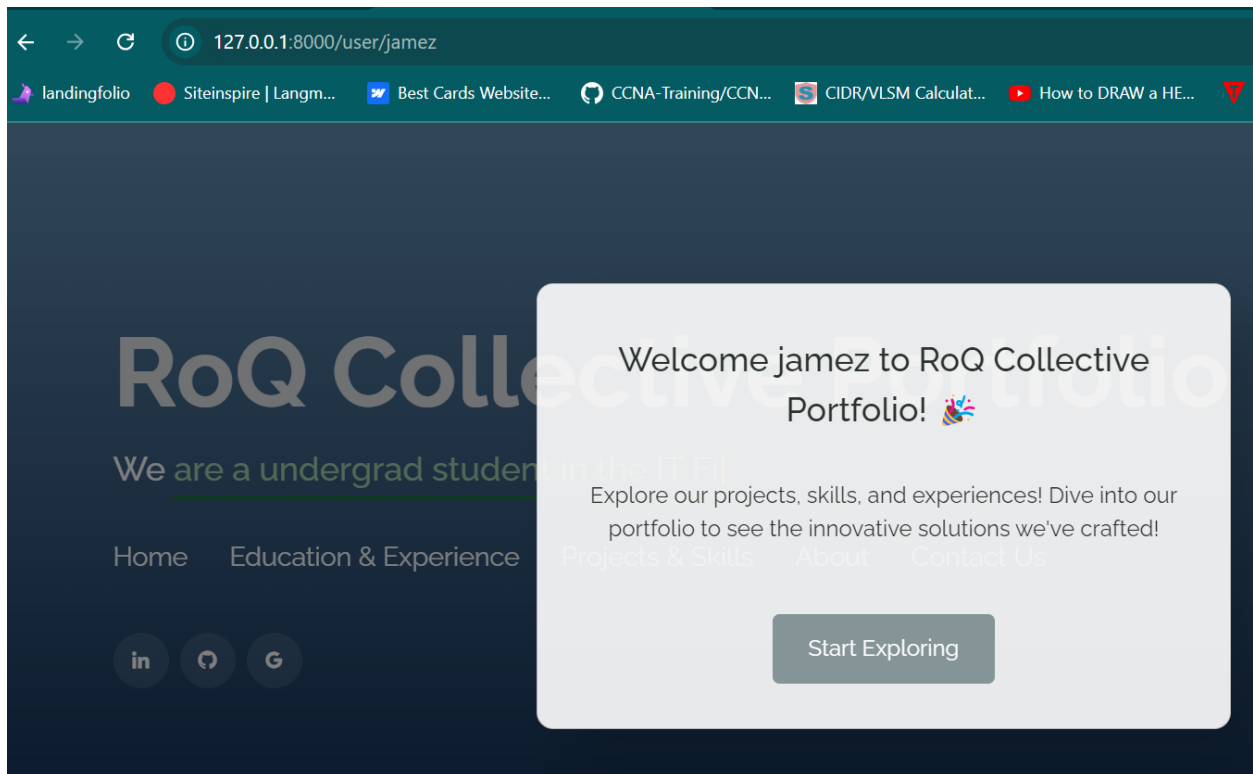 127.0.0.1:8000/user/jamez
landingfolio
Siteinspire | Langm...
Best Cards Website...
CCNA-Training/CCN...
CIDR/VLSM Calculat...
How to DRAW a HE...
RoQ Collective Portfolio
We are a undergrad student in the IT Fi|
Home Education & Experience Projects & Skills About Contact Us
in G
Welcome jamez to RoQ Collective
Portfolio! 🎉
Explore our projects, skills, and experiences! Dive into our
portfolio to see the innovative solutions we've crafted!
Start Exploring